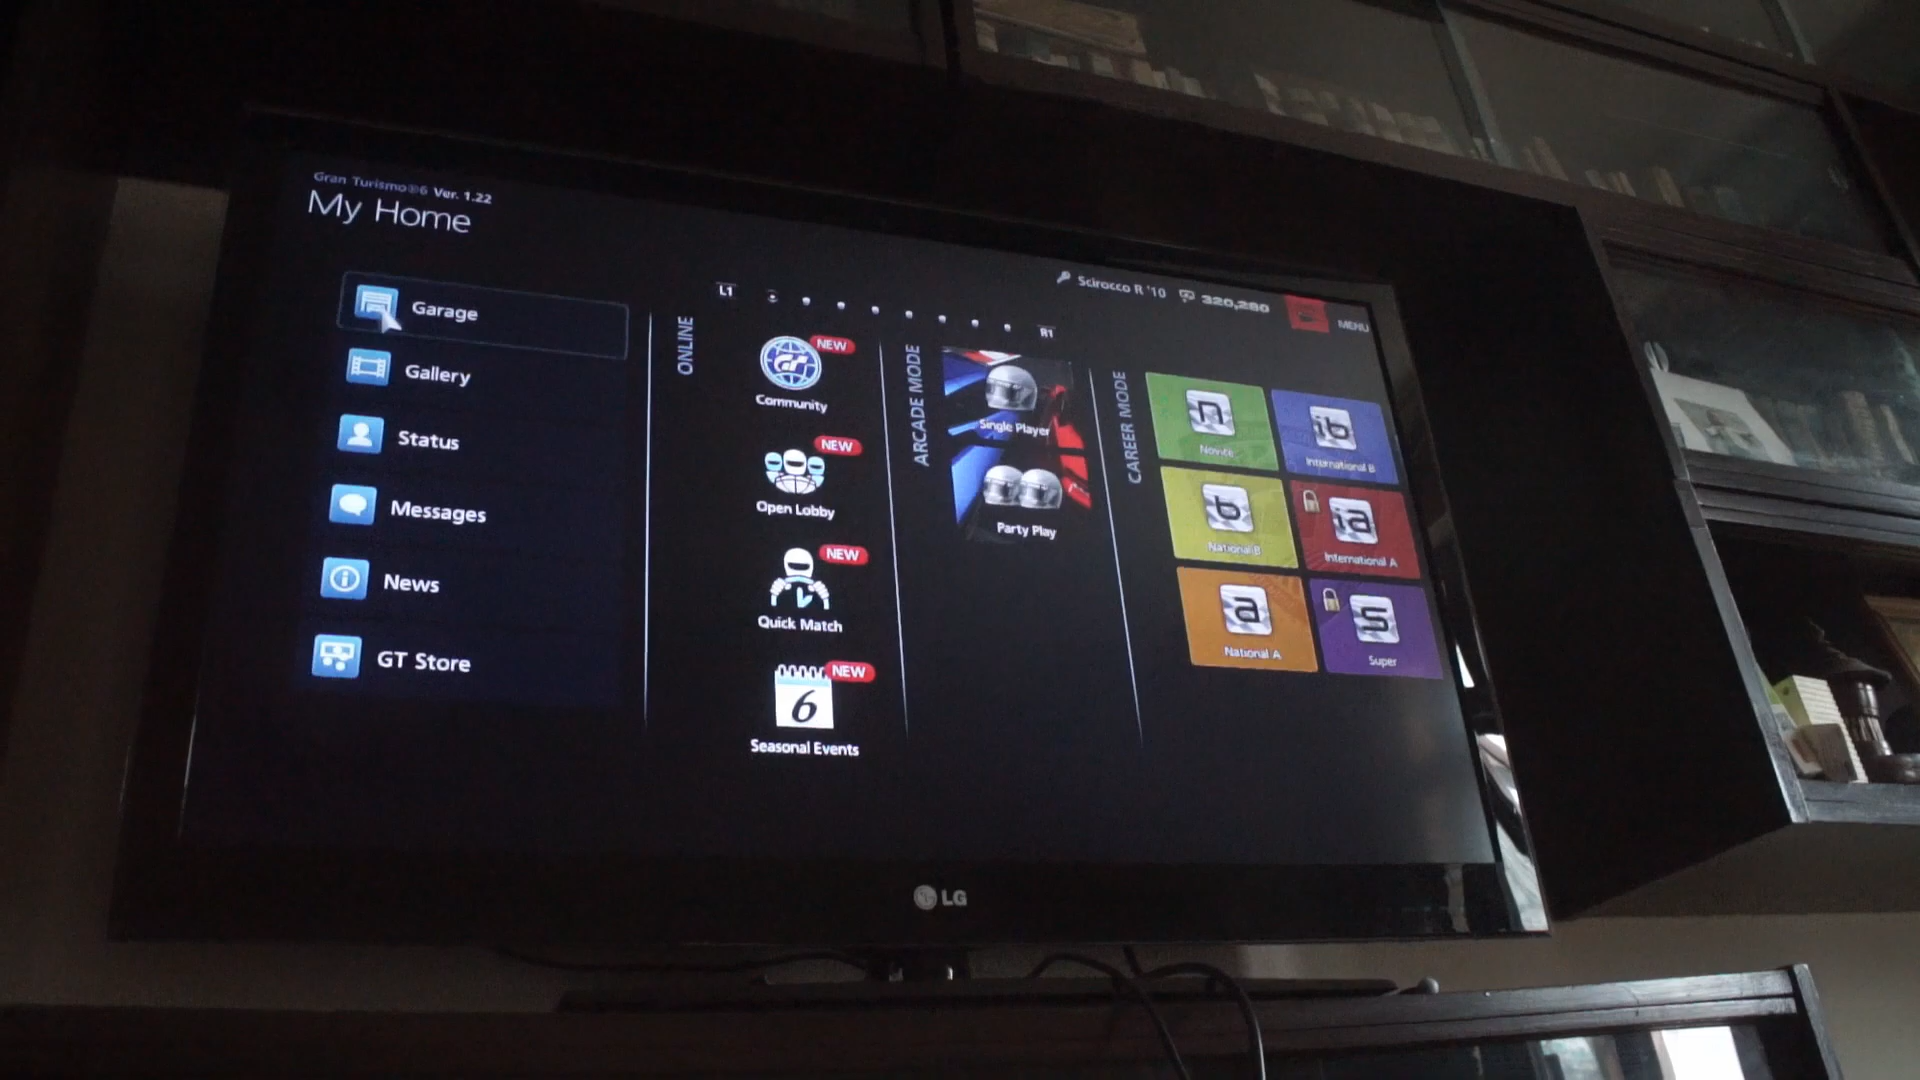 Gran Turismo®6 Ver. 1.22
My Home
Scirocco R '10
320,280
MENU
L1
R1
Garage
Gallery
Status
Messages
News
GT Store
ONLINE
NEW
Community
NEW
Open Lobby
NEW
Quick Match
NEW
6
Seasonal Events
ARCADE MODE
Single Player
Party Play
CAREER MODE
n
Novice
ib
International B
b
National B
ia
International A
a
National A
s
Super
LG